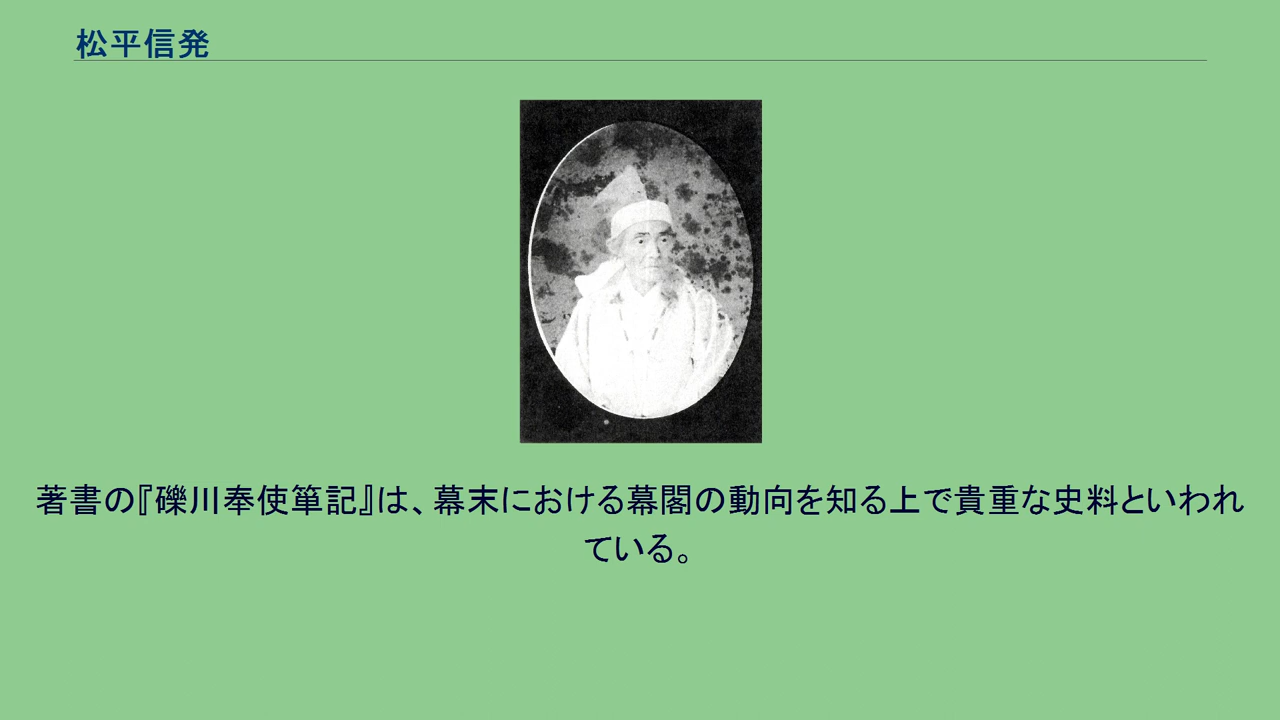 松平信発
著書の『礫川奉使箪記』は、幕末における幕閣の動向を知る上で貴重な史料といわれ
ている。